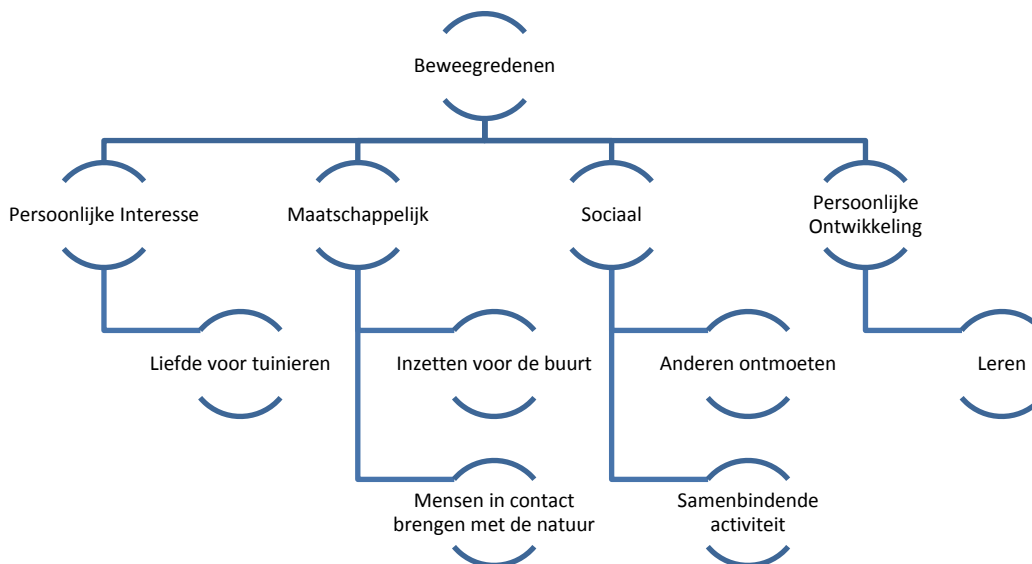 Beweegredenen
Persoonlijke Interesse
Maatschappelijk
Sociaal
Persoonlijke
Ontwikkeling
Liefde voor tuinieren
Inzetten voor de buurt
Anderen ontmoeten
Leren
Mensen in contact
brengen met de natuur
Samenbindende
activiteit